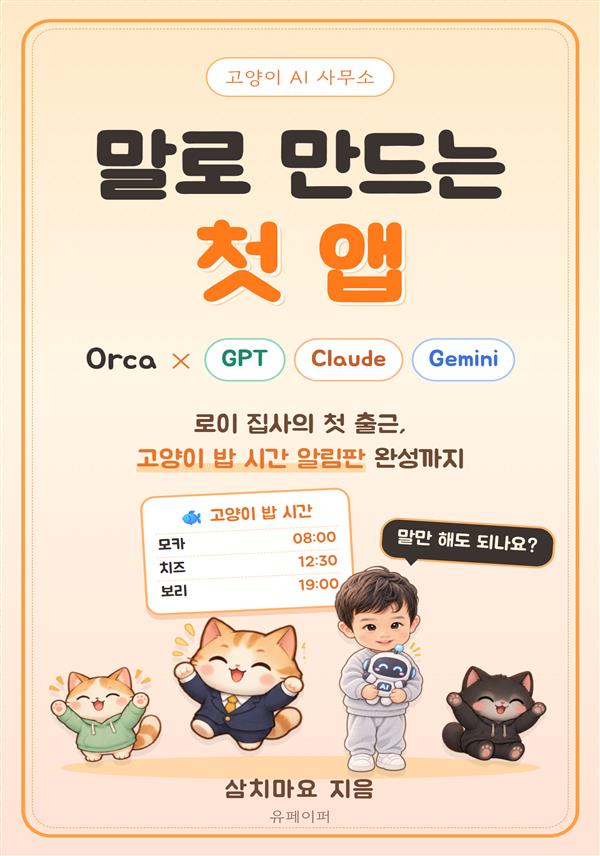 고양이 AI 사무소
말로 만드는
첫 앱
Orca × GPT Claude Gemini
로이 집사의 첫 출근,
고양이 밥 시간 알림판 완성까지
고양이 밥 시간
모카 08:00
치즈 12:30
보리 19:00
말만 해도 되나요?
AI
삼치마요 지음
유페이퍼